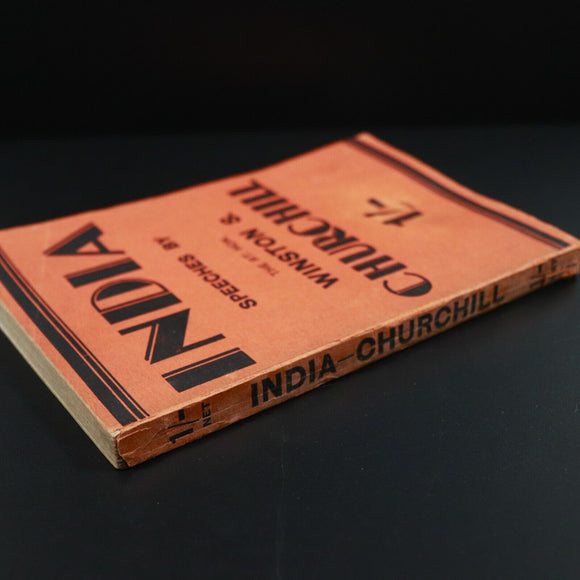 INDIA
SPEECHES BY
THE RT. HON.
WINSTON S.
CHURCHILL
1/-
1/-
NET
INDIA—CHURCHILL